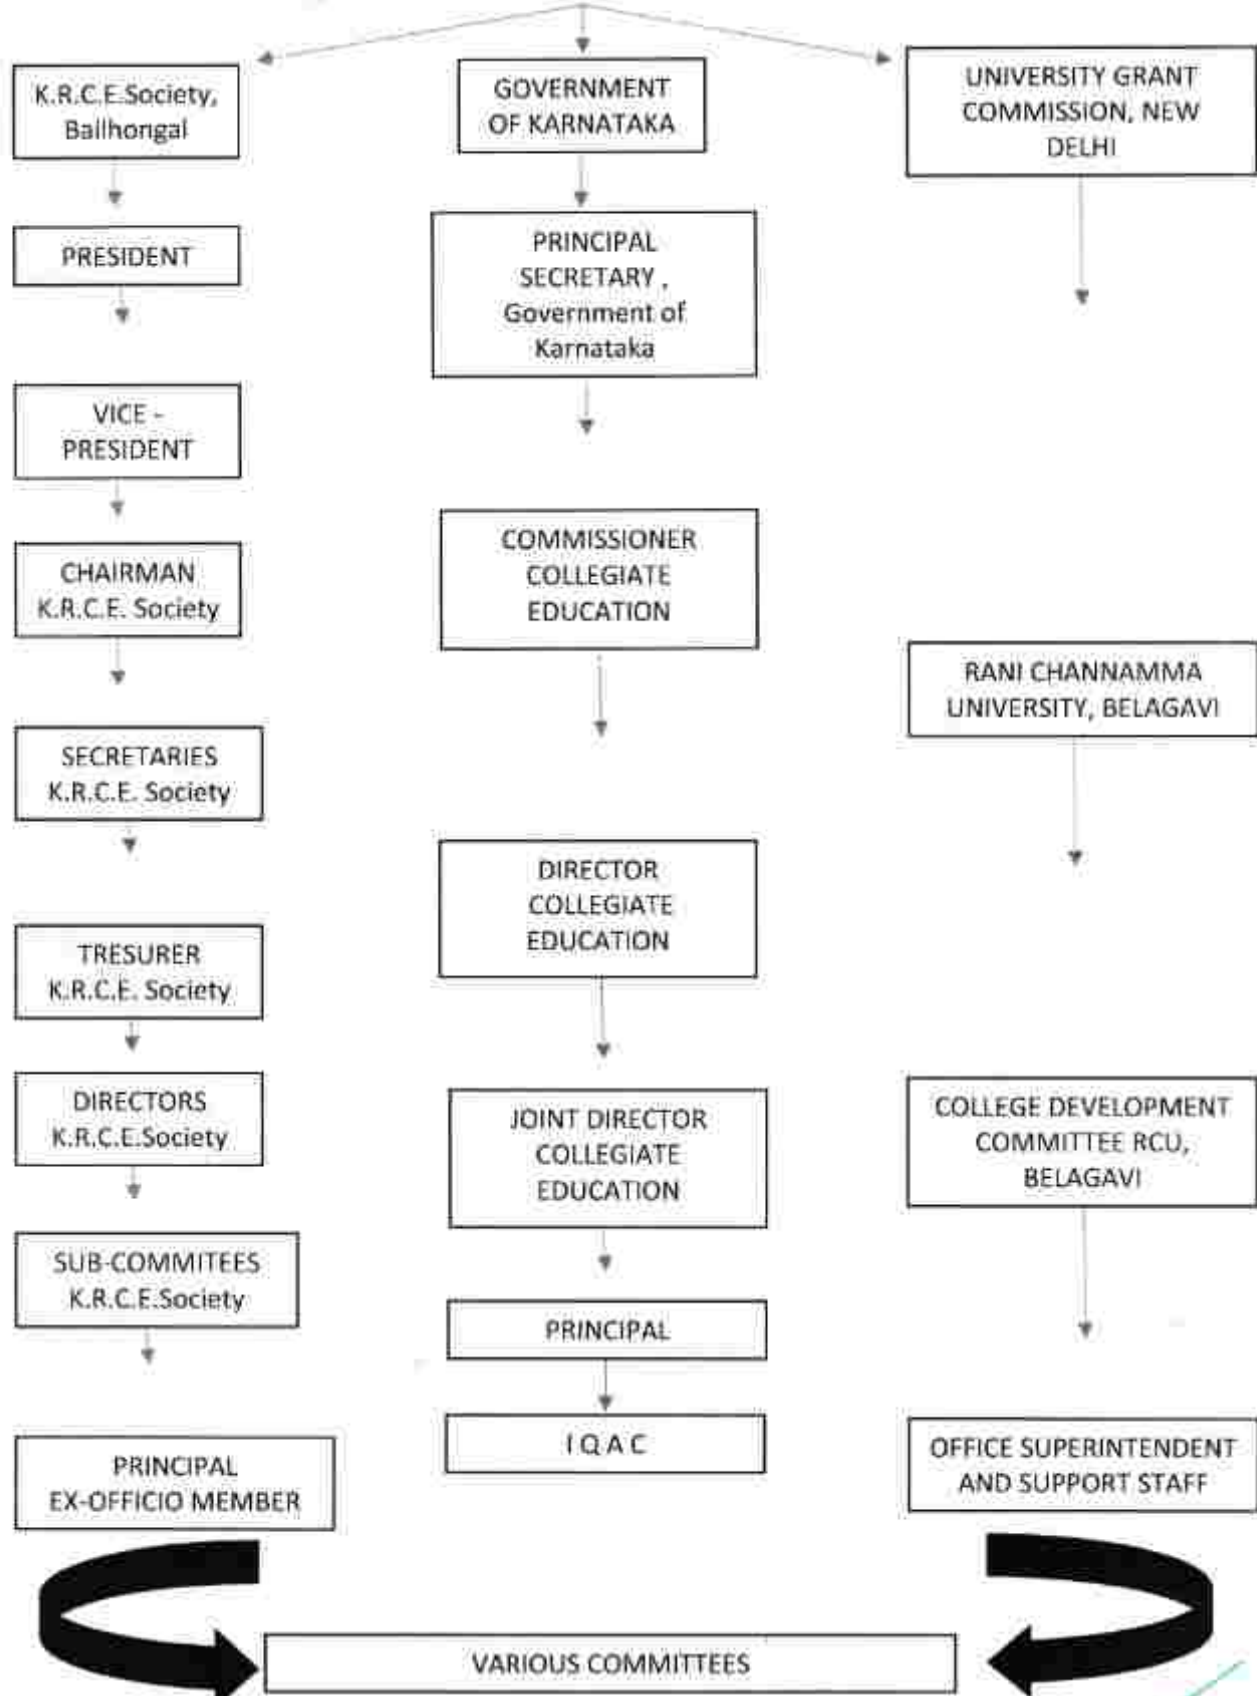 K.R.C.E.Society,
Bailhongal
PRESIDENT
VICE -
PRESIDENT
CHAIRMAN
K.R.C.E. Society
SECRETARIES
K.R.C.E. Society
TRESURER
K.R.C.E. Society
DIRECTORS
K.R.C.E.Society
SUB-COMMITEES
K.R.C.E.Society
PRINCIPAL
EX-OFFICIO MEMBER
GOVERNMENT
OF KARNATAKA
PRINCIPAL
SECRETARY ,
Government of
Karnataka
COMMISSIONER
COLLEGIATE
EDUCATION
DIRECTOR
COLLEGIATE
EDUCATION
JOINT DIRECTOR
COLLEGIATE
EDUCATION
PRINCIPAL
I Q A C
UNIVERSITY GRANT
COMMISSION, NEW
DELHI
RANI CHANNAMMA
UNIVERSITY, BELAGAVI
COLLEGE DEVELOPMENT
COMMITTEE RCU,
BELAGAVI
OFFICE SUPERINTENDENT
AND SUPPORT STAFF
VARIOUS COMMITTEES